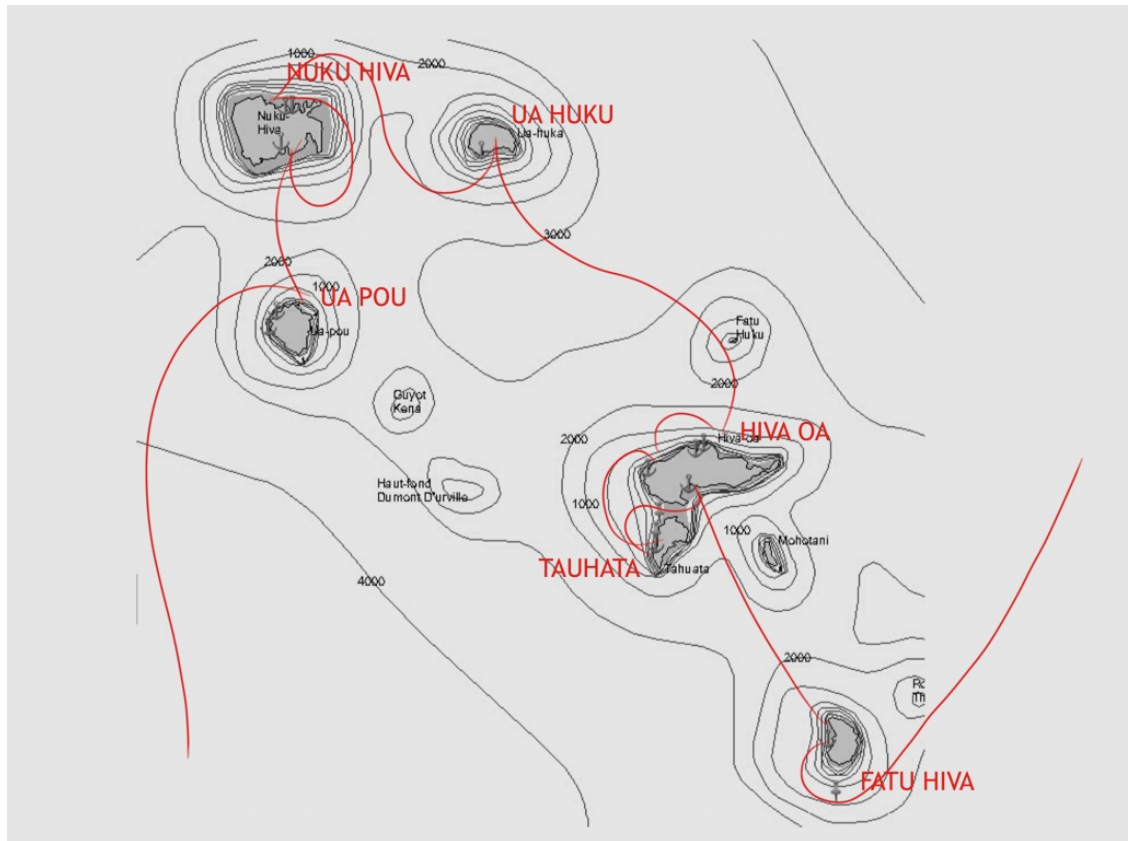 1000
2000
NUKU HIVA
Nuku-
Hiva
UA HUKU
Ua-huka
3000
2000
1000
UA POU
Ua-pou
Fatu
Huku
2000
Guyot
Kena
HIVA OA
Hiva-oa
2000
Haut-fond
Dumont D'urville
1000
1000
Mohotani
TAUHATA
Tahuata
4000
2000
FATU HIVA